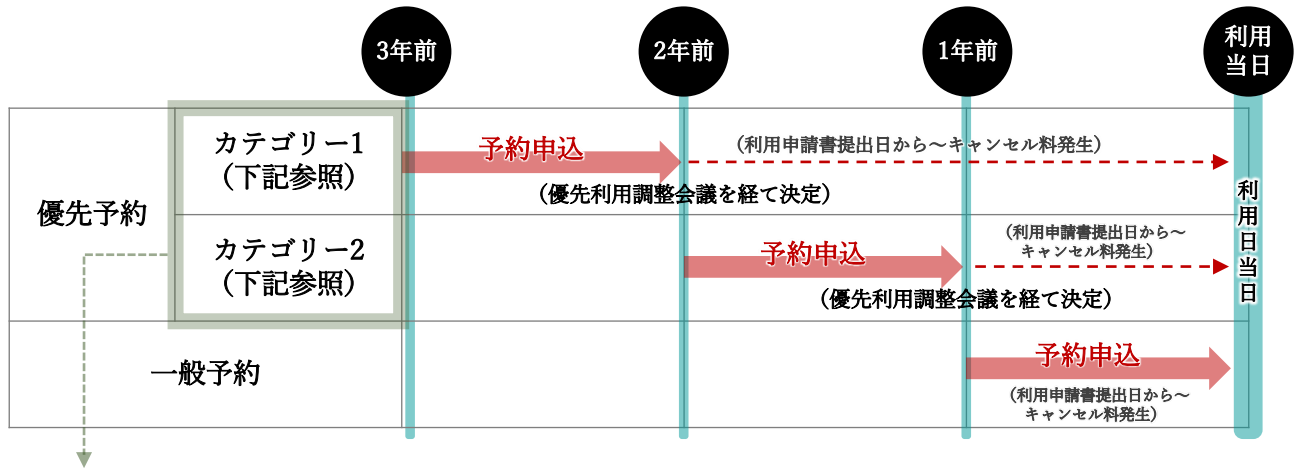 3年前
2年前
1年前
利用
当日
優先予約
カテゴリー1
（下記参照）
予約申込
（利用申請書提出日から～キャンセル料発生）
（優先利用調整会議を経て決定）
カテゴリー2
（下記参照）
予約申込
（利用申請書提出日から～
キャンセル料発生）
（優先利用調整会議を経て決定）
一般予約
予約申込
（利用申請書提出日から～
キャンセル料発生）
利用日当日